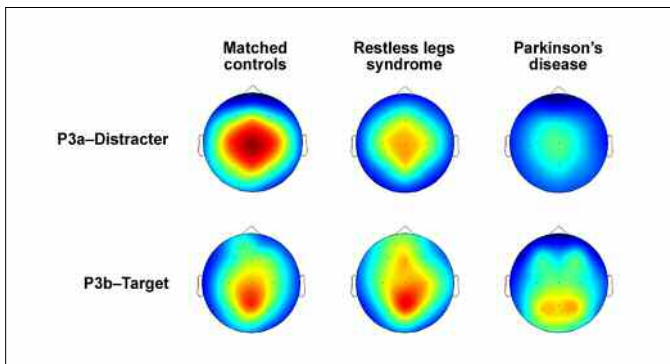 Matched
controls
Restless legs
syndrome
Parkinson's
disease
P3a–Distracter
P3b–Target